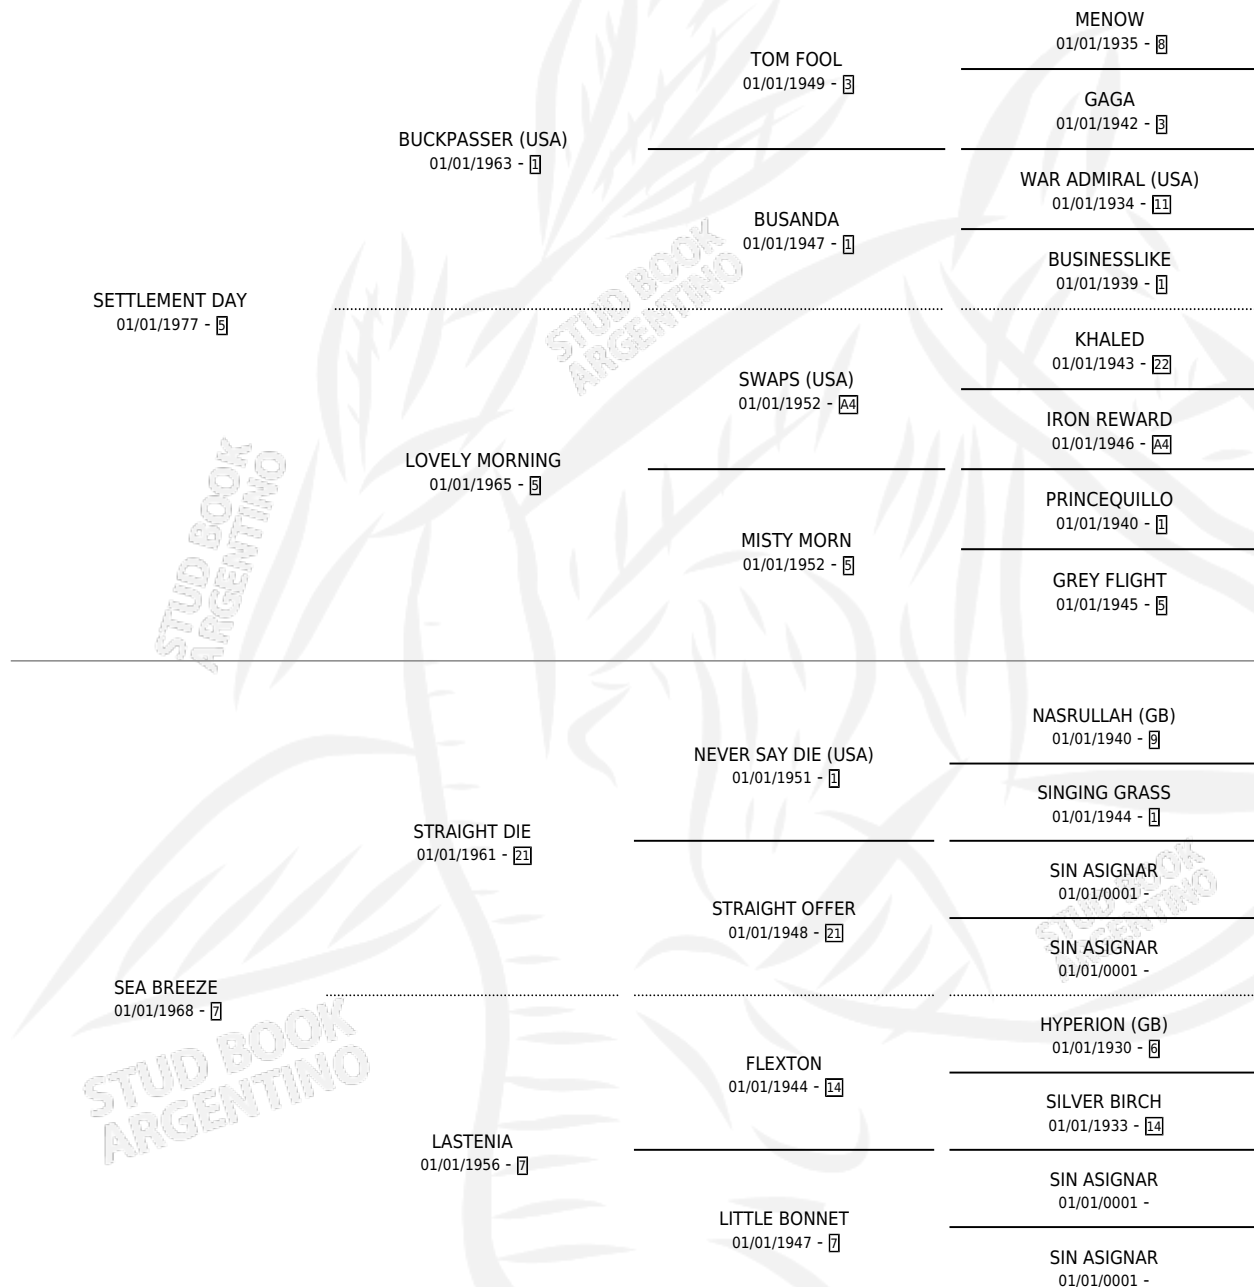 MENOW
01/01/1935 - 8
TOM FOOL
01/01/1949 - 3
GAGA
01/01/1942 - 3
BUCKPASSER (USA)
01/01/1963 - 1
WAR ADMIRAL (USA)
01/01/1934 - 11
BUSANDA
01/01/1947 - 1
BUSINESSLIKE
01/01/1939 - 1
SETTLEMENT DAY
01/01/1977 - 5
KHALED
01/01/1943 - 22
SWAPS (USA)
01/01/1952 - A4
IRON REWARD
01/01/1946 - A4
LOVELY MORNING
01/01/1965 - 5
PRINCEQUILLO
01/01/1940 - 1
MISTY MORN
01/01/1952 - 5
GREY FLIGHT
01/01/1945 - 5
NASRULLAH (GB)
01/01/1940 - 9
NEVER SAY DIE (USA)
01/01/1951 - 1
SINGING GRASS
01/01/1944 - 1
STRAIGHT DIE
01/01/1961 - 21
SIN ASIGNAR
01/01/0001 -
STRAIGHT OFFER
01/01/1948 - 21
SIN ASIGNAR
01/01/0001 -
SEA BREEZE
01/01/1968 - 7
HYPERION (GB)
01/01/1930 - 6
FLEXTON
01/01/1944 - 14
SILVER BIRCH
01/01/1933 - 14
LASTENIA
01/01/1956 - 7
SIN ASIGNAR
01/01/0001 -
LITTLE BONNET
01/01/1947 - 7
SIN ASIGNAR
01/01/0001 -
STUD BOOK
ARGENTINO
STUD BOOK
ARGENTINO
STUD BOOK
ARGENTINO
STUD BOOK
ARGENTINO